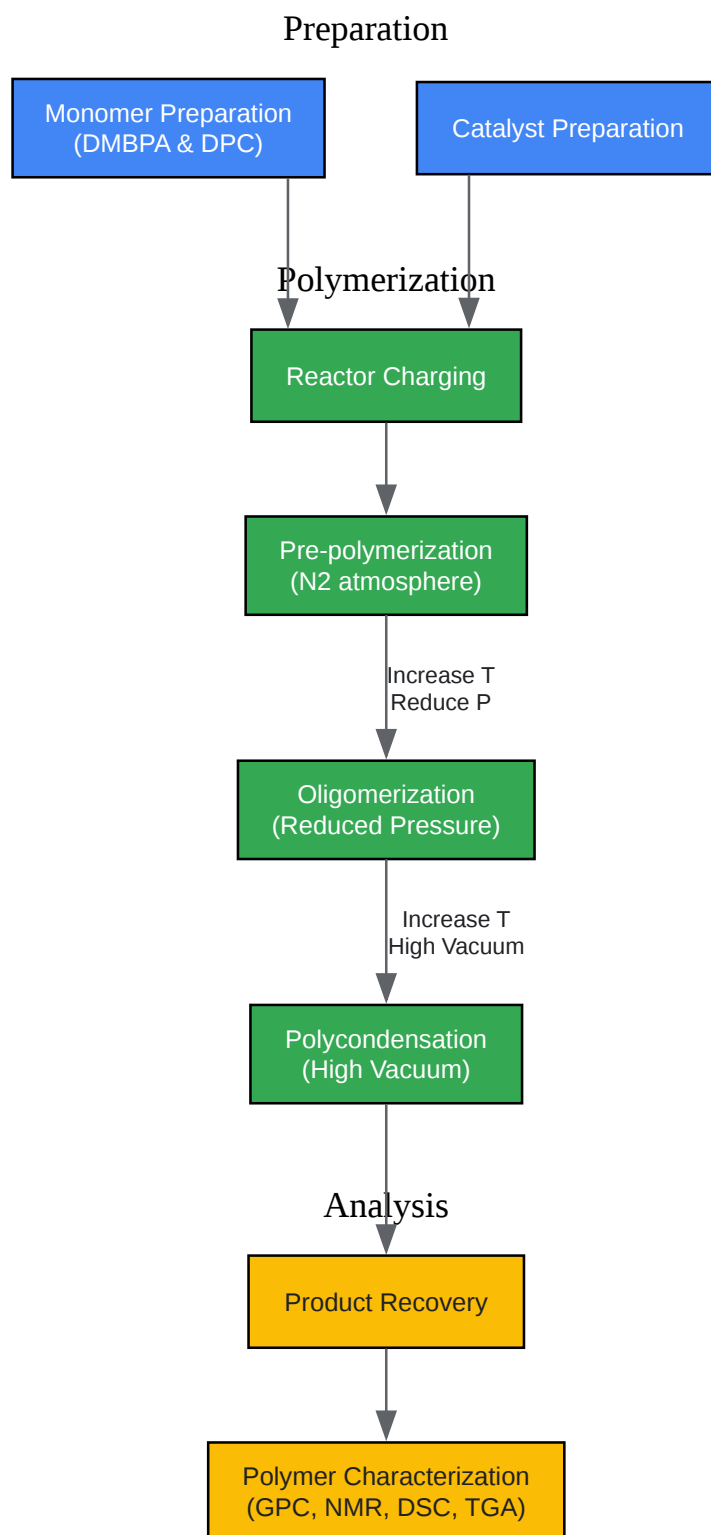 Preparation
Monomer Preparation
(DMBPA & DPC)
Catalyst Preparation
Polymerization
Reactor Charging
Pre-polymerization
(N2 atmosphere)
Increase T
Reduce P
Oligomerization
(Reduced Pressure)
Increase T
High Vacuum
Polycondensation
(High Vacuum)
Analysis
Product Recovery
Polymer Characterization
(GPC, NMR, DSC, TGA)